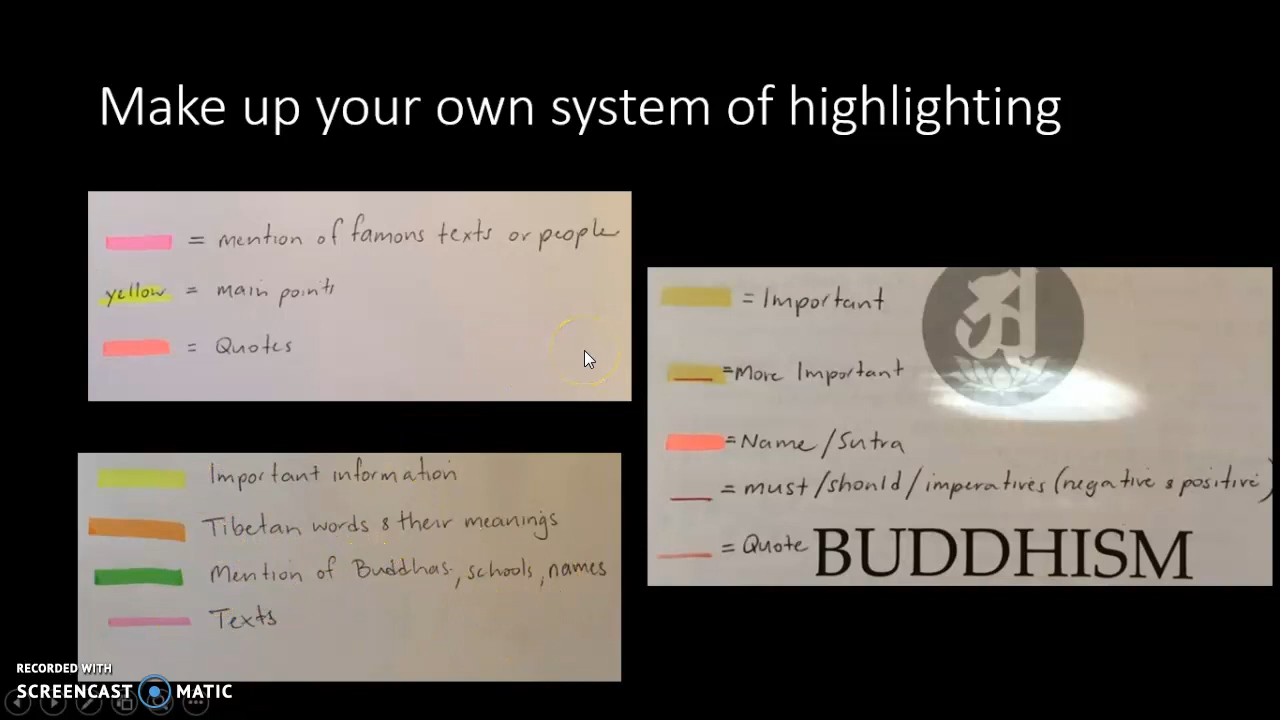 Make up your own system of highlighting
= mention of famous texts or people
yellow = main points
= Quotes
Important information
Tibetan words & their meanings
Mention of Buddhas, schools, names
Texts
= Important
= More Important
= Name/Sutra
= must/should/imperatives (negative & positive)
= Quote
BUDDHISM
RECORDED WITH
SCREENCAST MATIC